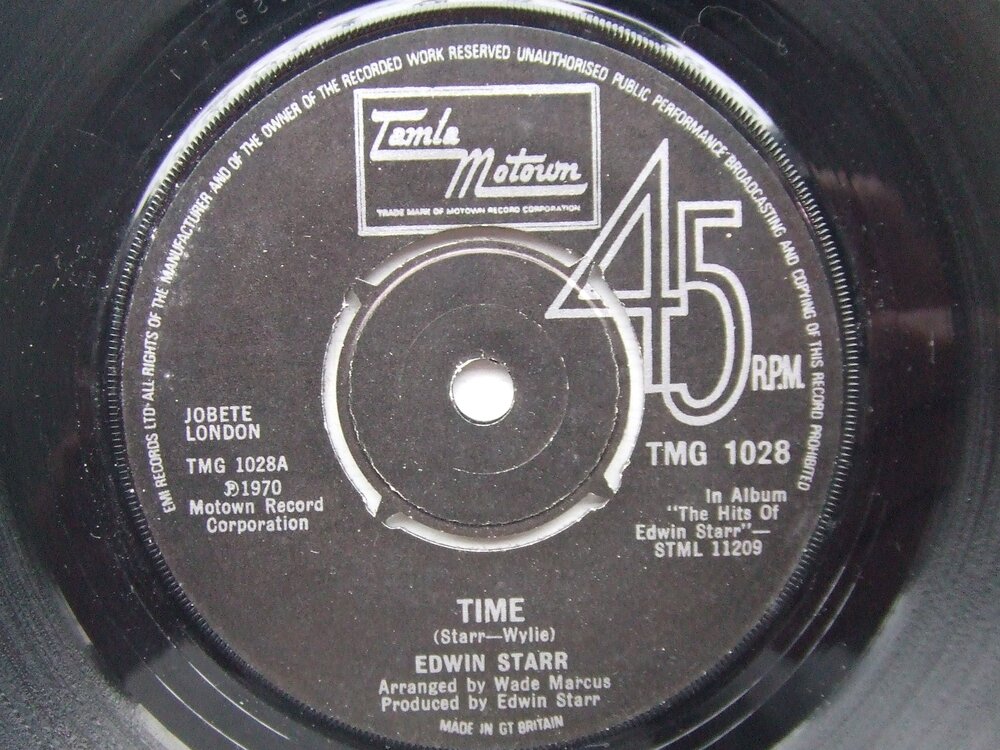 EMI RECORDS LTD·ALL RIGHTS OF THE MANUFACTURER AND OF THE OWNER OF THE RECORDED WORK RESERVED UNAUTHORISED PUBLIC PERFORMANCE BROADCASTING AND COPYING OF THIS RECORD PROHIBITED
Tamla
Motown
TRADE MARK OF MOTOWN RECORD CORPORATION
45
R.P.M.
JOBETE
LONDON
TMG 1028A
℗1970
Motown Record
Corporation
TMG 1028
In Album
"The Hits Of
Edwin Starr"—
STML 11209
TIME
(Starr—Wylie)
EDWIN STARR
Arranged by Wade Marcus
Produced by Edwin Starr
MADE IN GT BRITAIN